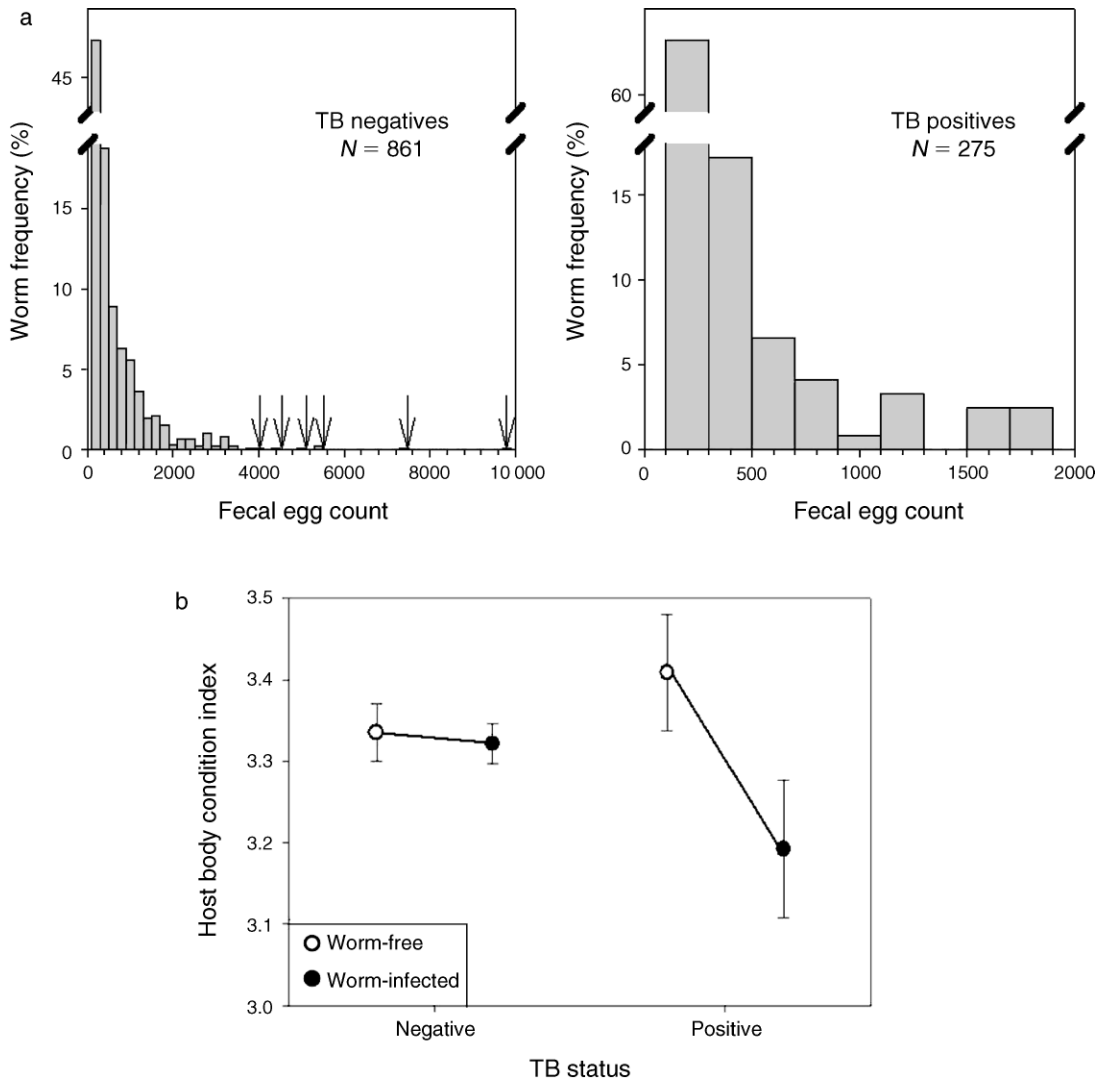 a
45
15
10
5
0
Worm frequency (%)
TB negatives
N = 861
0 2000 4000 6000 8000 10 000
Fecal egg count
60
15
10
5
0
Worm frequency (%)
TB positives
N = 275
0 500 1000 1500 2000
Fecal egg count
b
3.5
3.4
3.3
3.2
3.1
3.0
Host body condition index
Worm-free
Worm-infected
Negative Positive
TB status